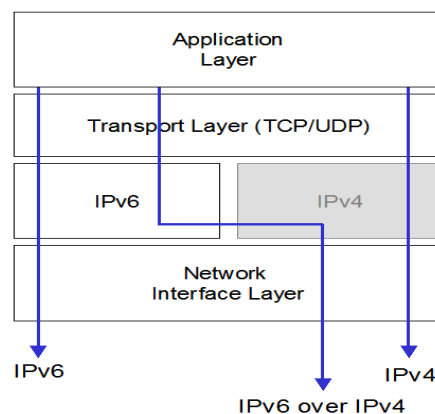 Application
Layer
Transport Layer (TCP/UDP)
IPv6
IPv4
Network
Interface Layer
IPv6
IPv6 over IPv4
IPv4